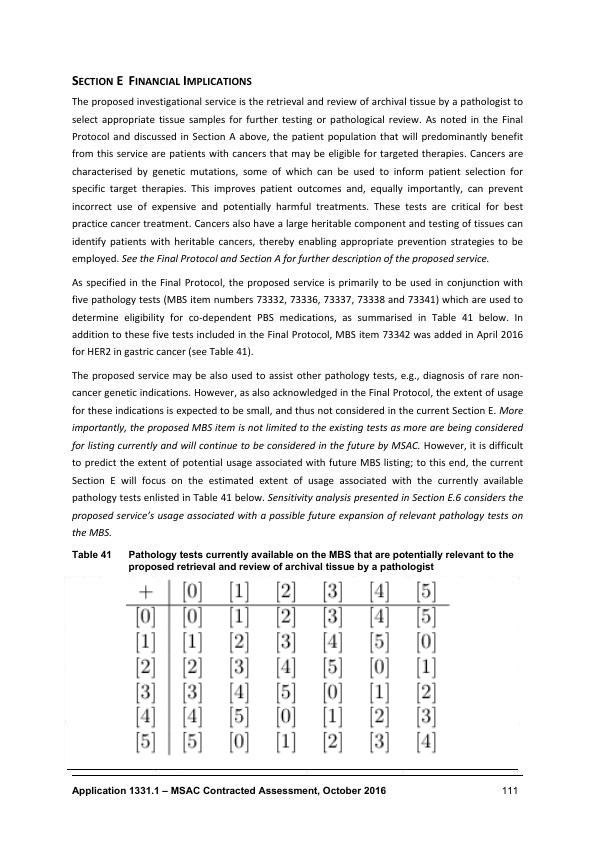 SECTION E FINANCIAL IMPLICATIONS
The proposed investigational service is the retrieval and review of archival tissue by a pathologist to
select appropriate tissue samples for further testing or pathological review. As noted in the Final
Protocol and discussed in Section A above, the patient population that will predominantly benefit
from this service are patients with cancers that may be eligible for targeted therapies. Cancers are
characterised by genetic mutations, some of which can be used to inform patient selection for
specific target therapies. This improves patient outcomes and, equally importantly, can prevent
incorrect use of expensive and potentially harmful treatments. These tests are critical for best
practice cancer treatment. Cancers also have a large heritable component and testing of tissues can
identify patients with heritable cancers, thereby enabling appropriate prevention strategies to be
employed. See the Final Protocol and Section A for further description of the proposed service.
As specified in the Final Protocol, the proposed service is primarily to be used in conjunction with
five pathology tests (MBS item numbers 73332, 73336, 73337, 73338 and 73341) which are used to
determine eligibility for co-dependent PBS medications, as summarised in Table 41 below. In
addition to these five tests included in the Final Protocol, MBS item 73342 was added in April 2016
for HER2 in gastric cancer (see Table 41).
The proposed service may be also used to assist other pathology tests, e.g., diagnosis of rare non-
cancer genetic indications. However, as also acknowledged in the Final Protocol, the extent of usage
for these indications is expected to be small, and thus not considered in the current Section E. More
importantly, the proposed MBS item is not limited to the existing tests as more are being considered
for listing currently and will continue to be considered in the future by MSAC. However, it is difficult
to predict the extent of potential usage associated with future MBS listing; to this end, the current
Section E will focus on the estimated extent of usage associated with the currently available
pathology tests enlisted in Table 41 below. Sensitivity analysis presented in Section E.6 considers the
proposed service's usage associated with a possible future expansion of relevant pathology tests on
the MBS.
Table 41 Pathology tests currently available on the MBS that are potentially relevant to the
proposed retrieval and review of archival tissue by a pathologist
+ [0] [1] [2] [3] [4] [5]
[0] [0] [1] [2] [3] [4] [5]
[1] [1] [2] [3] [4] [5] [0]
[2] [2] [3] [4] [5] [0] [1]
[3] [3] [4] [5] [0] [1] [2]
[4] [4] [5] [0] [1] [2] [3]
[5] [5] [0] [1] [2] [3] [4]
Application 1331.1 – MSAC Contracted Assessment, October 2016 111